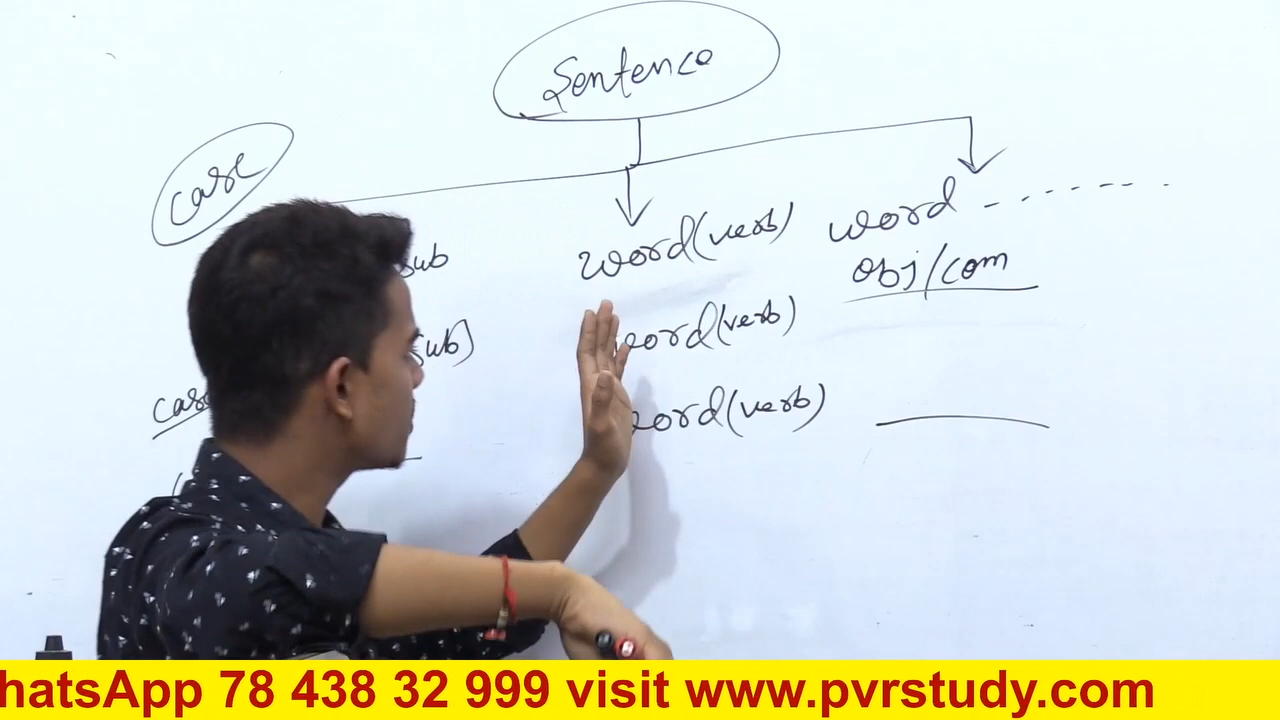 Sentence
case
sub word(verb) word - - - - - -
obj/com
sub) word(verb)
case word(verb)
hatsApp 78 438 32 999 visit www.pvrstudy.com